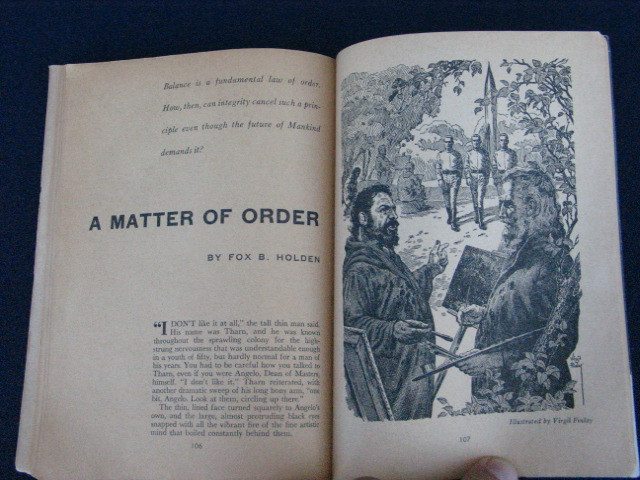 Balance is a fundamental law of order.
How, then, can integrity cancel such a prin-
ciple even though the future of Mankind
demands it?
A MATTER OF ORDER
BY FOX B. HOLDEN
"I DON'T like it at all," the tall thin man said.
His name was Tharn, and he was known
throughout the sprawling colony for the high-
strung nervousness that was understandable enough
in a youth of fifty, but hardly normal for a man of
his years. You had to be careful how you talked to
Tharn, even if you were Angelo, Dean of Masters,
himself. "I don't like it," Tharn reiterated, with
another dramatic sweep of his long bony arm, "one
bit, Angelo. Look at them, circling up there."
The thin, lined face turned squarely to Angelo's
own, and the large, almost protruding black eyes
snapped with all the vibrant fire of the fine artistic
mind that boiled constantly behind them.
106
Illustrated by Virgil Finlay
107